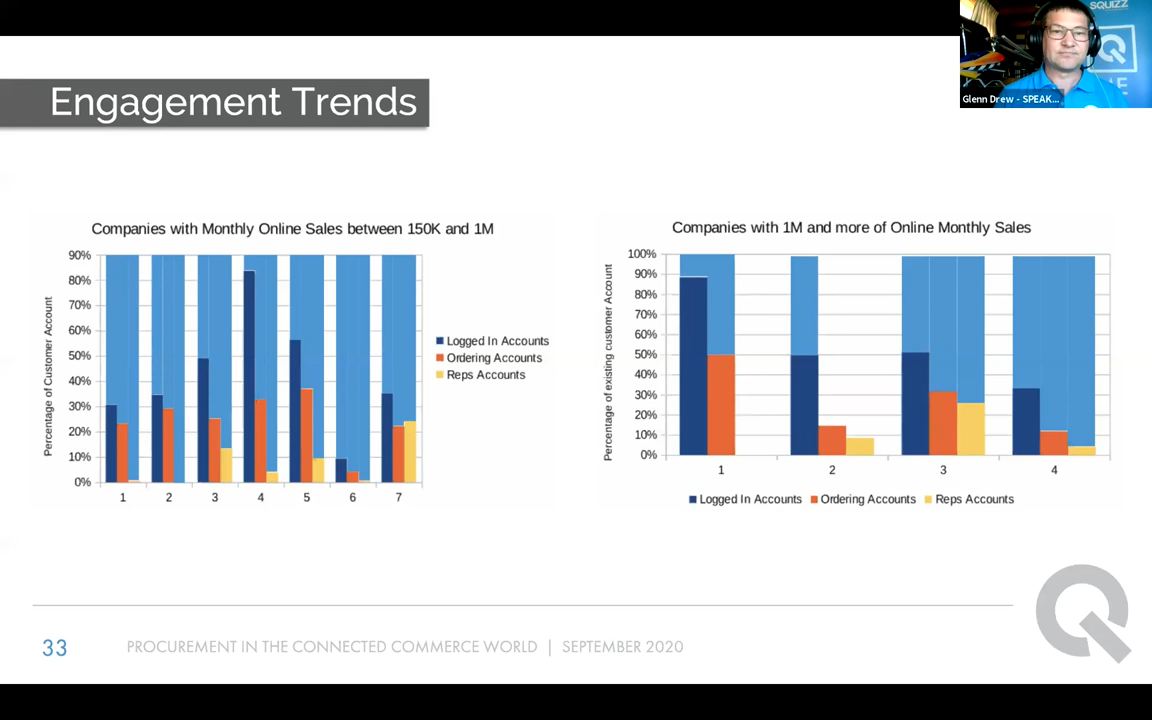 SQUIZZ
Glenn Drew - SPEAK...
Engagement Trends
Companies with Monthly Online Sales between 150K and 1M
Percentage of Customer Account
90%
80%
70%
60%
50%
40%
30%
20%
10%
0%
1 2 3 4 5 6 7
Logged In Accounts
Ordering Accounts
Reps Accounts
Companies with 1M and more of Online Monthly Sales
Percentage of existing customer Account
100%
90%
80%
70%
60%
50%
40%
30%
20%
10%
0%
1 2 3 4
Logged In Accounts Ordering Accounts Reps Accounts
33 PROCUREMENT IN THE CONNECTED COMMERCE WORLD | SEPTEMBER 2020